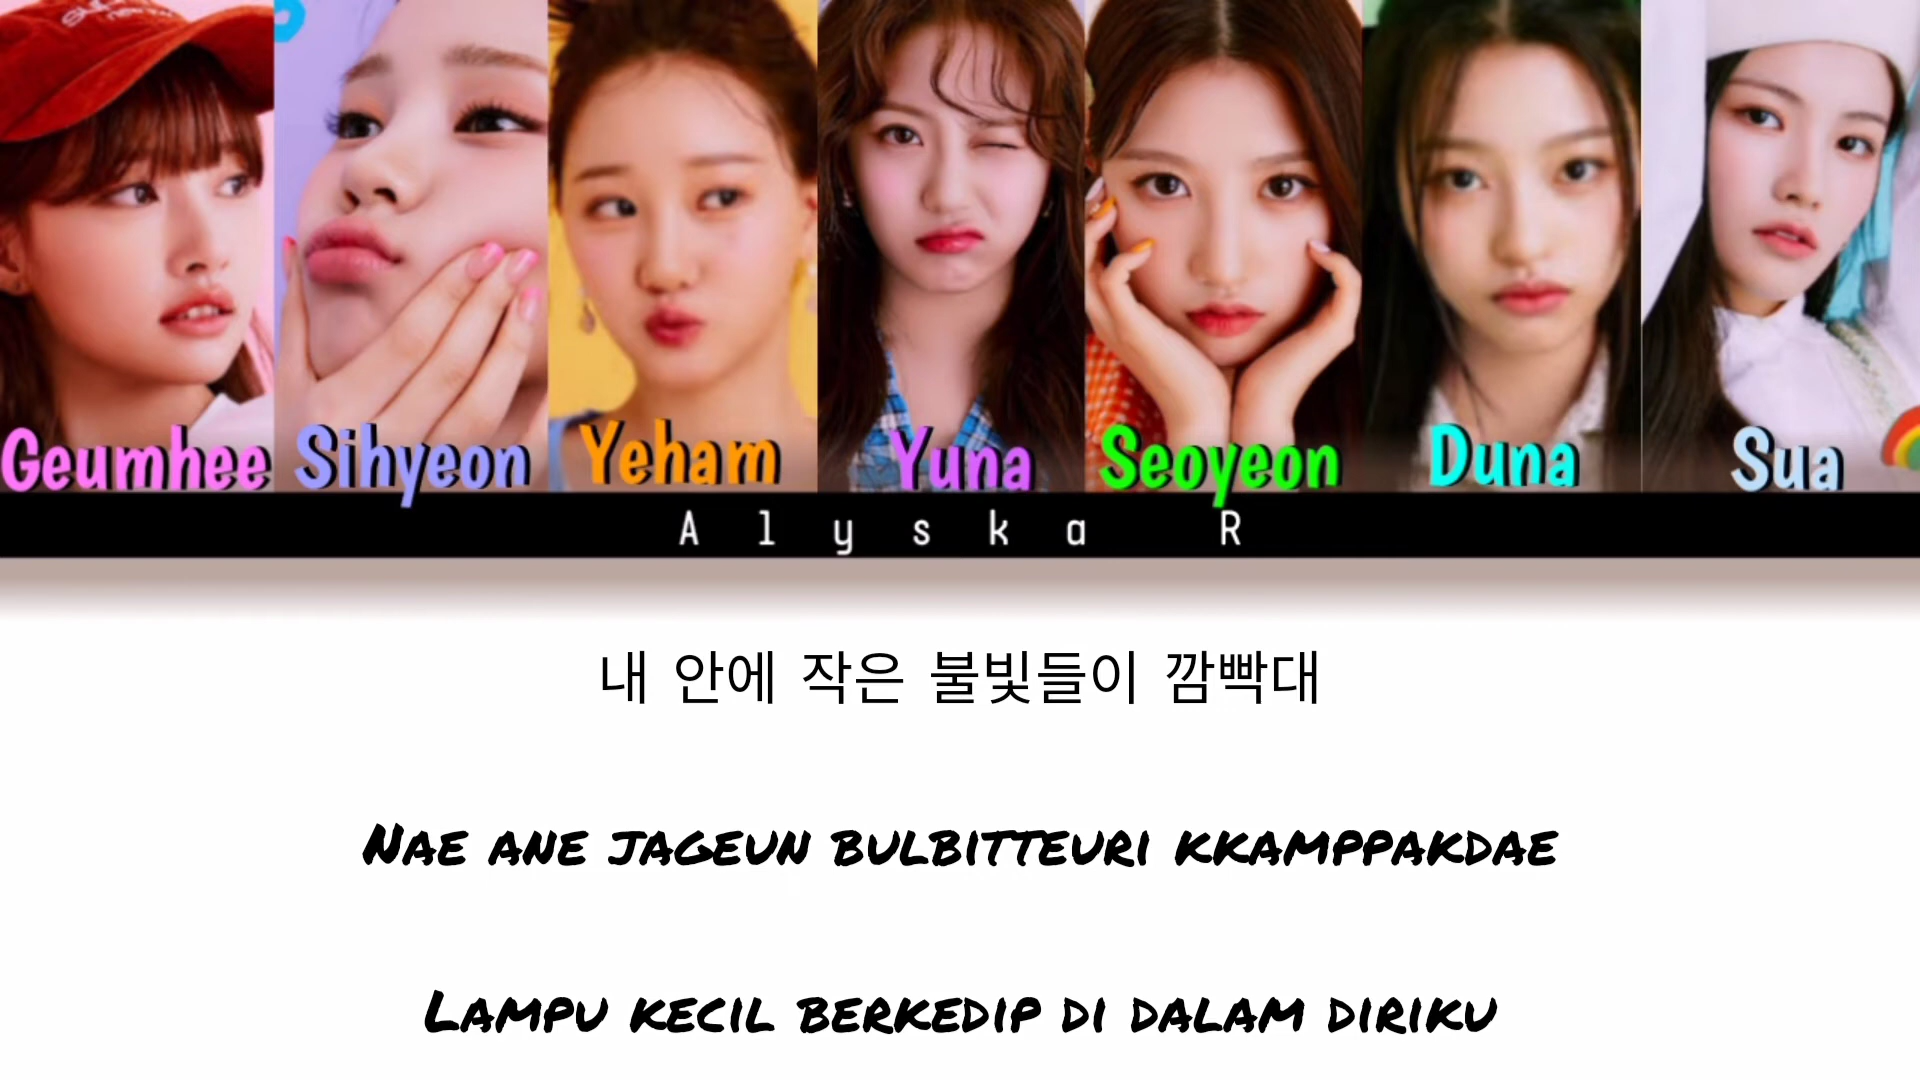 Geumhee Sihyeon Yeham Yuna Seoyeon Duna Sua
Alyska R
내 안에 작은 불빛들이 깜빡대
Nae ane jageun bulbitteuri kkamppakdae
Lampu kecil berkedip di dalam diriku